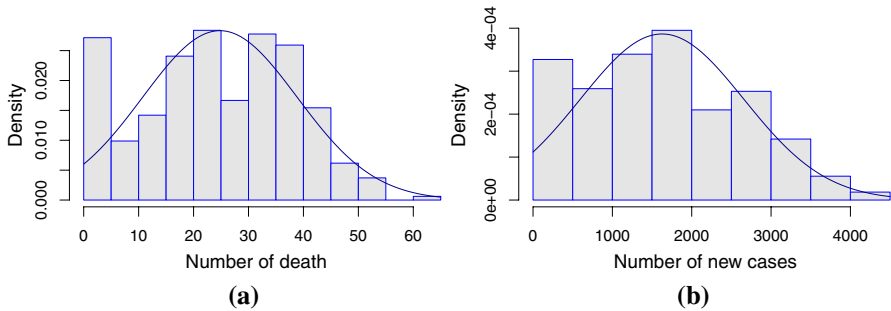 Density
0.000
0.010
0.020
0 10 20 30 40 50 60
Number of death
(a)
Density
0e+00
2e−04
4e−04
0 1000 2000 3000 4000
Number of new cases
(b)